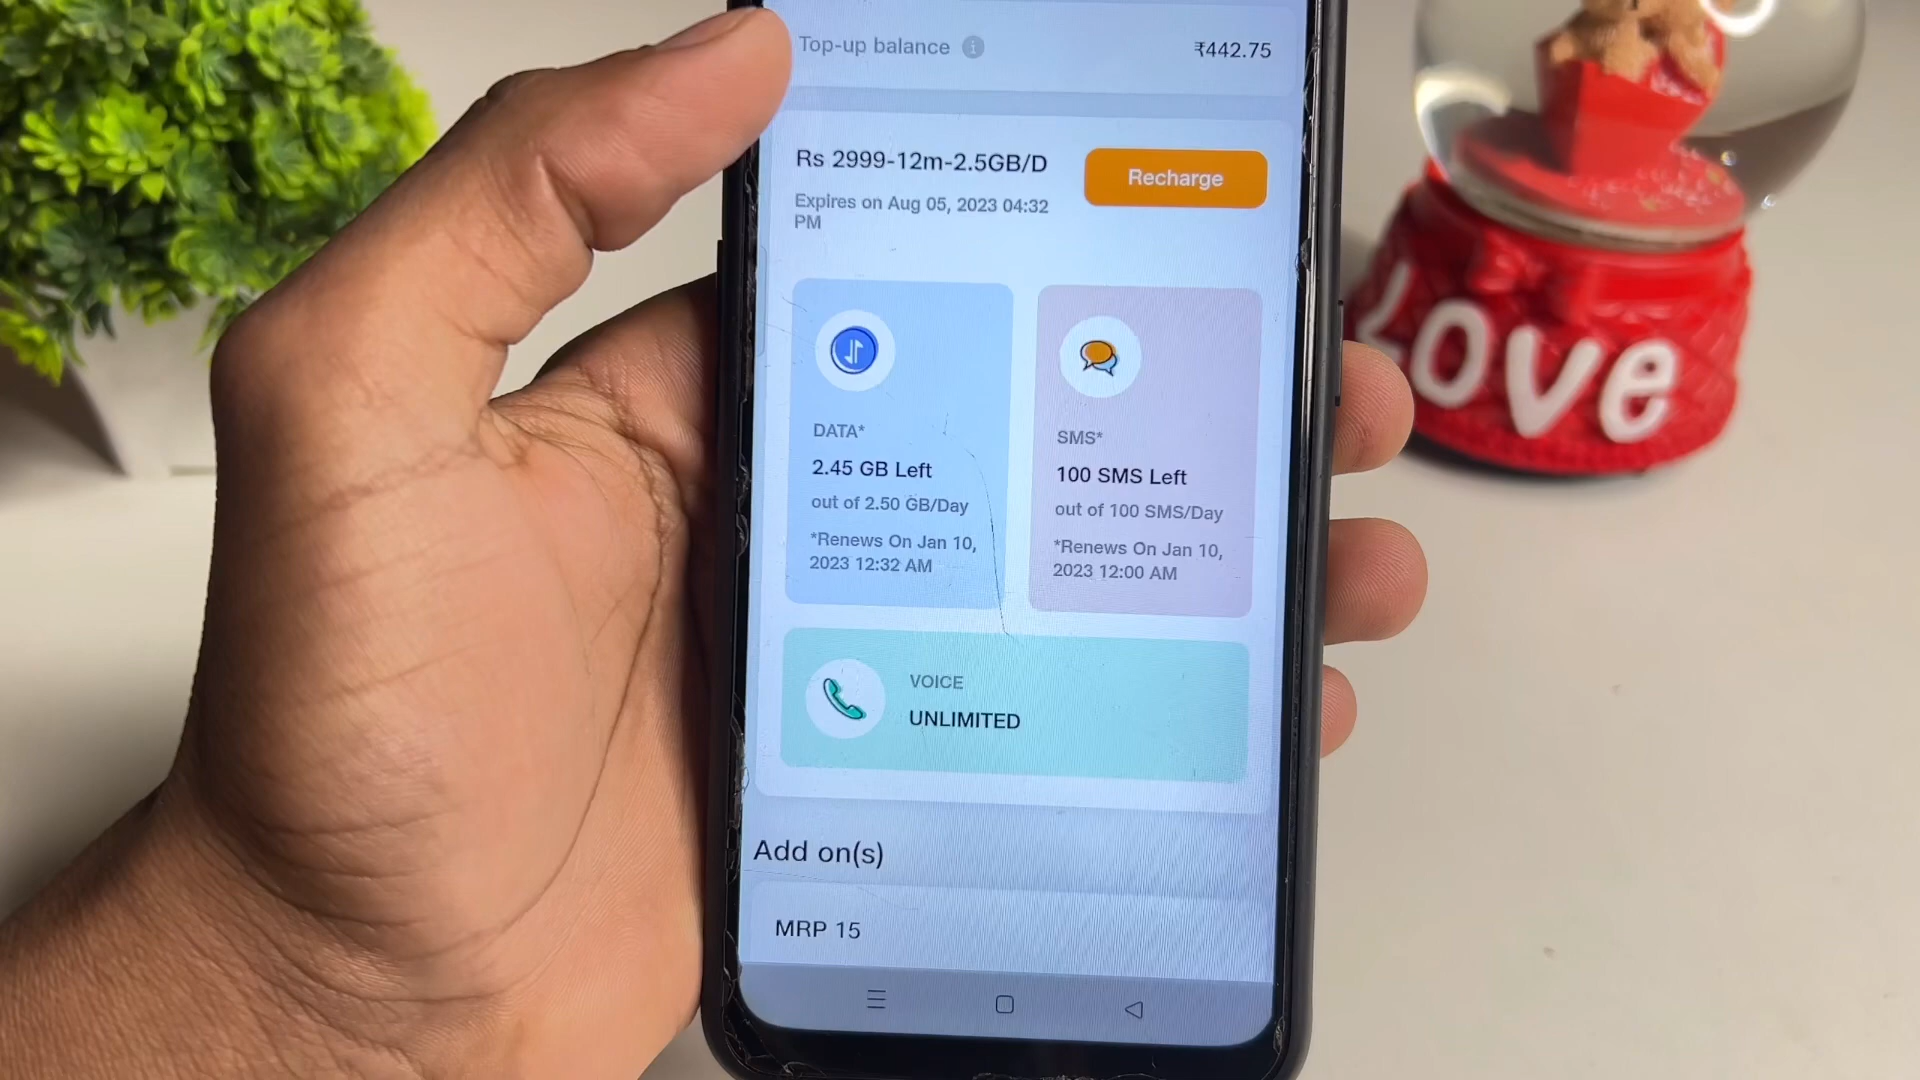 Top-up balance ₹442.75
Rs 2999-12m-2.5GB/D
Recharge
Expires on Aug 05, 2023 04:32
PM
DATA*
2.45 GB Left
out of 2.50 GB/Day
*Renews On Jan 10,
2023 12:32 AM
SMS*
100 SMS Left
out of 100 SMS/Day
*Renews On Jan 10,
2023 12:00 AM
VOICE
UNLIMITED
Add on(s)
MRP 15
LOVE